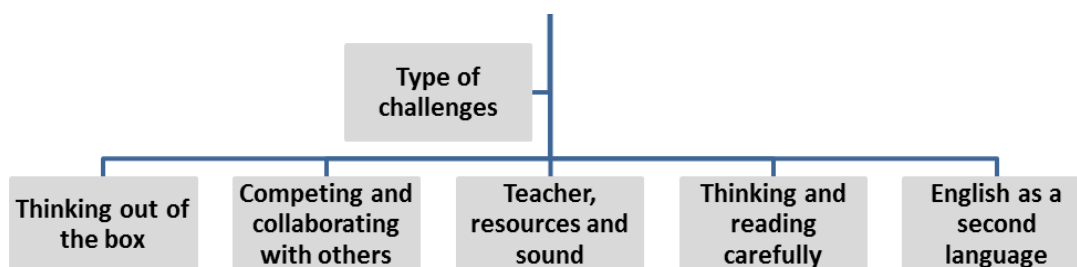 Type of
challenges
Thinking out of
the box
Competing and
collaborating
with others
Teacher,
resources and
sound
Thinking and
reading
carefully
English as a
second
language